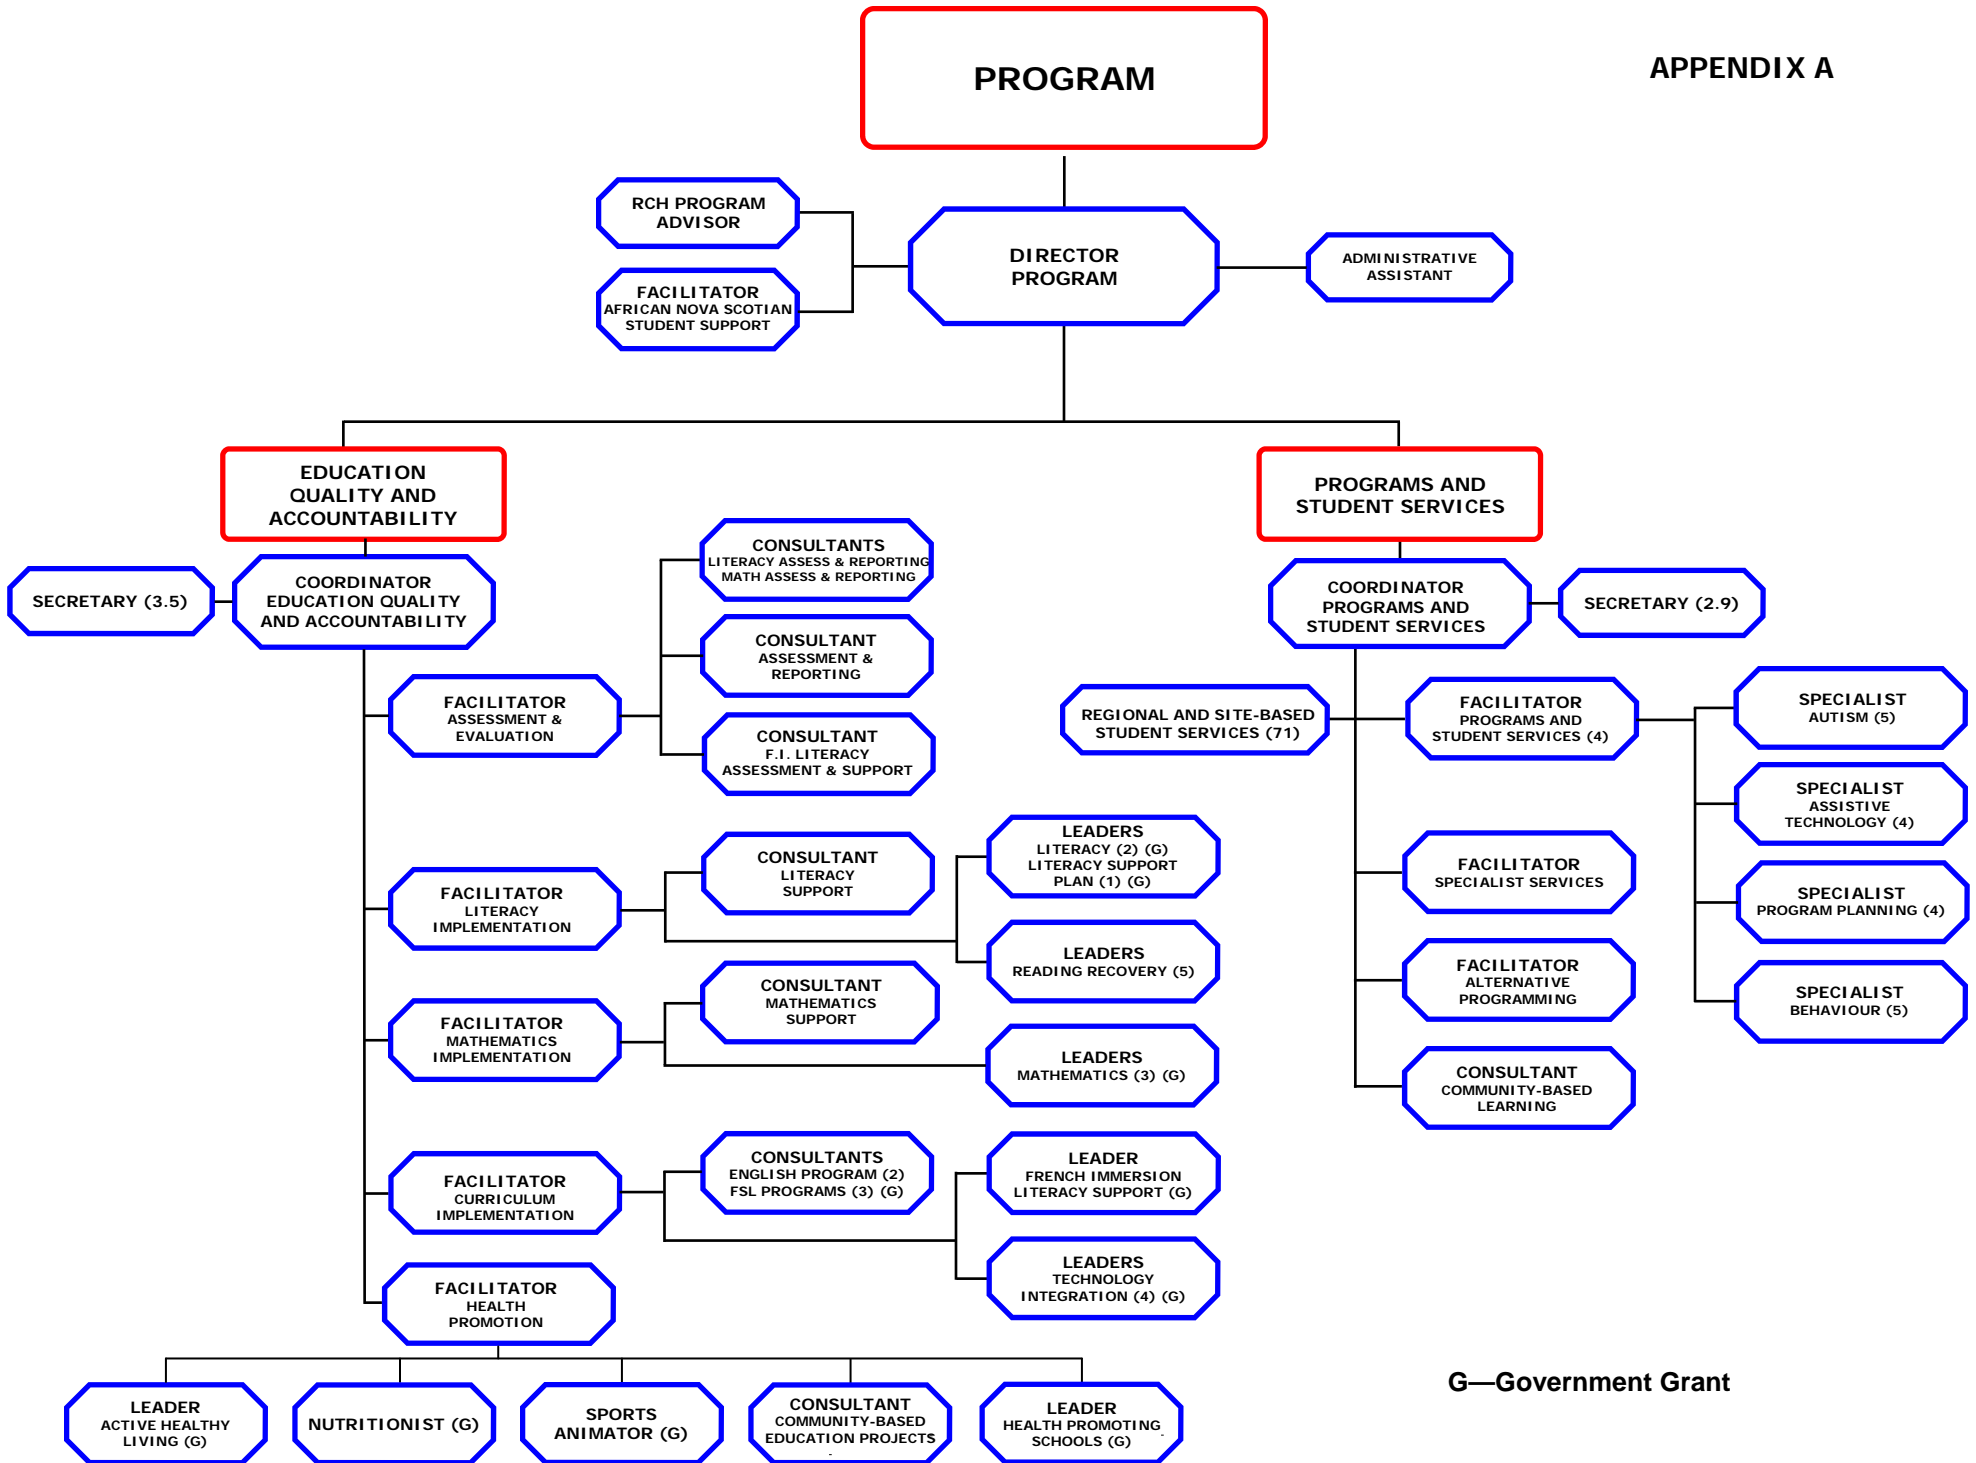 PROGRAM
APPENDIX A
RCH PROGRAM
ADVISOR
DIRECTOR
PROGRAM
ADMINISTRATIVE
ASSISTANT
FACILITATOR
AFRICAN NOVA SCOTIAN
STUDENT SUPPORT
EDUCATION
QUALITY AND
ACCOUNTABILITY
PROGRAMS AND
STUDENT SERVICES
SECRETARY (3.5)
COORDINATOR
EDUCATION QUALITY
AND ACCOUNTABILITY
CONSULTANTS
LITERACY ASSESS & REPORTING
MATH ASSESS & REPORTING
COORDINATOR
PROGRAMS AND
STUDENT SERVICES
SECRETARY (2.9)
CONSULTANT
ASSESSMENT &
REPORTING
FACILITATOR
ASSESSMENT &
EVALUATION
CONSULTANT
F.I. LITERACY
ASSESSMENT & SUPPORT
REGIONAL AND SITE-BASED
STUDENT SERVICES (71)
FACILITATOR
PROGRAMS AND
STUDENT SERVICES (4)
SPECIALIST
AUTISM (5)
SPECIALIST
ASSISTIVE
TECHNOLOGY (4)
FACILITATOR
LITERACY
IMPLEMENTATION
CONSULTANT
LITERACY
SUPPORT
LEADERS
LITERACY (2) (G)
LITERACY SUPPORT
PLAN (1) (G)
LEADERS
READING RECOVERY (5)
FACILITATOR
SPECIALIST SERVICES
SPECIALIST
PROGRAM PLANNING (4)
FACILITATOR
MATHEMATICS
IMPLEMENTATION
CONSULTANT
MATHEMATICS
SUPPORT
LEADERS
MATHEMATICS (3) (G)
FACILITATOR
ALTERNATIVE
PROGRAMMING
SPECIALIST
BEHAVIOUR (5)
CONSULTANT
COMMUNITY-BASED
LEARNING
FACILITATOR
CURRICULUM
IMPLEMENTATION
CONSULTANTS
ENGLISH PROGRAM (2)
FSL PROGRAMS (3) (G)
LEADER
FRENCH IMMERSION
LITERACY SUPPORT (G)
LEADERS
TECHNOLOGY
INTEGRATION (4) (G)
FACILITATOR
HEALTH
PROMOTION
LEADER
ACTIVE HEALTHY
LIVING (G)
NUTRITIONIST (G)
SPORTS
ANIMATOR (G)
CONSULTANT
COMMUNITY-BASED
EDUCATION PROJECTS
LEADER
HEALTH PROMOTING
SCHOOLS (G)
G—Government Grant